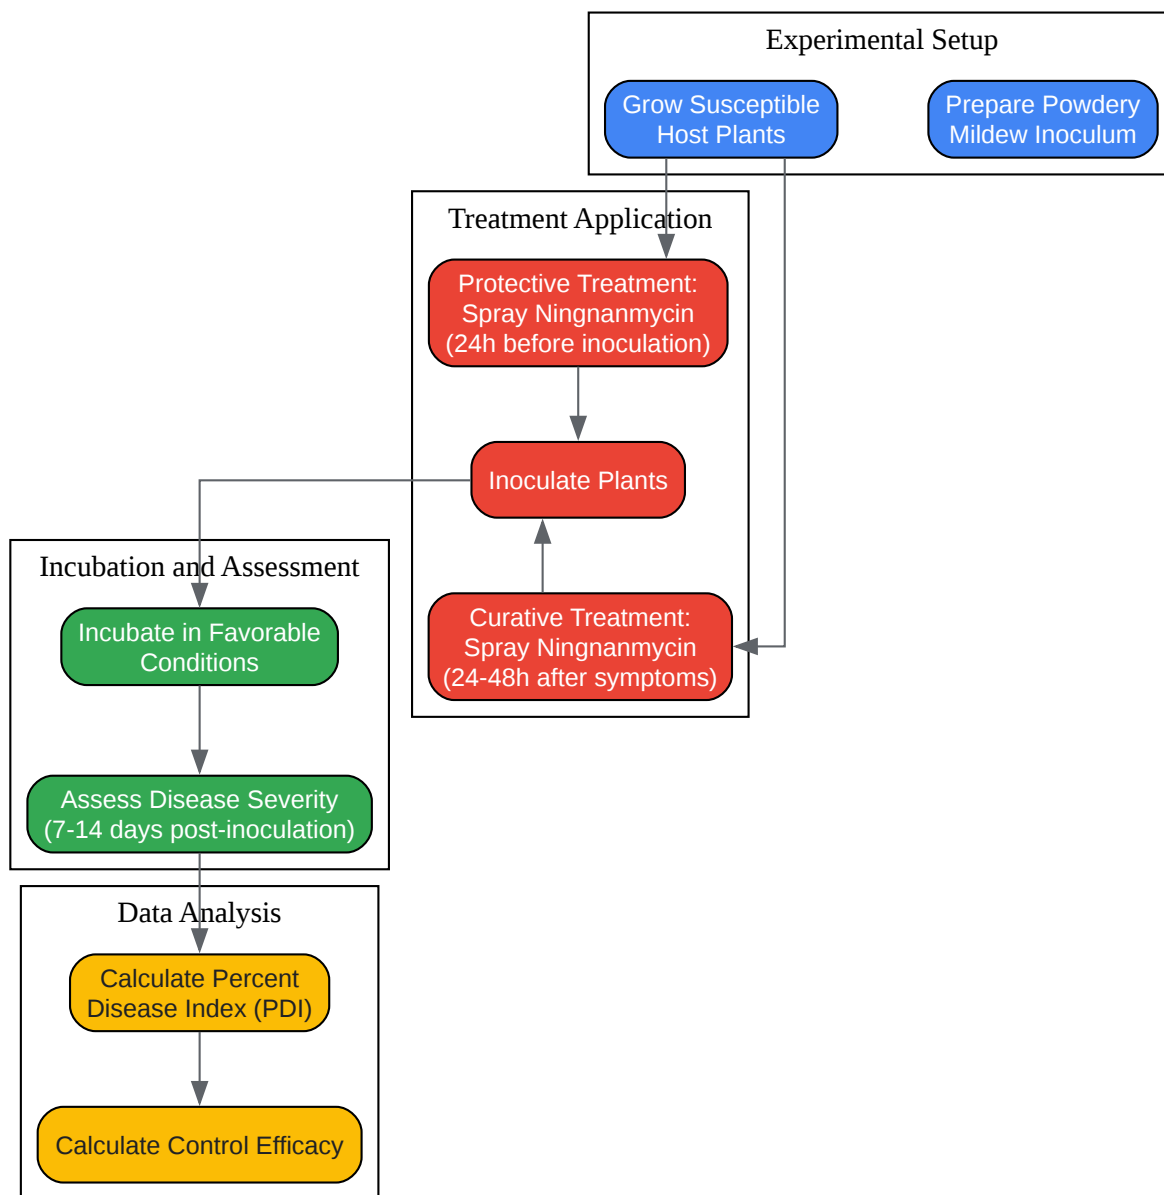 Experimental Setup
Grow Susceptible
Host Plants
Prepare Powdery
Mildew Inoculum
Treatment Application
Protective Treatment:
Spray Ningnanmycin
(24h before inoculation)
Inoculate Plants
Curative Treatment:
Spray Ningnanmycin
(24-48h after symptoms)
Incubation and Assessment
Incubate in Favorable
Conditions
Assess Disease Severity
(7-14 days post-inoculation)
Data Analysis
Calculate Percent
Disease Index (PDI)
Calculate Control Efficacy